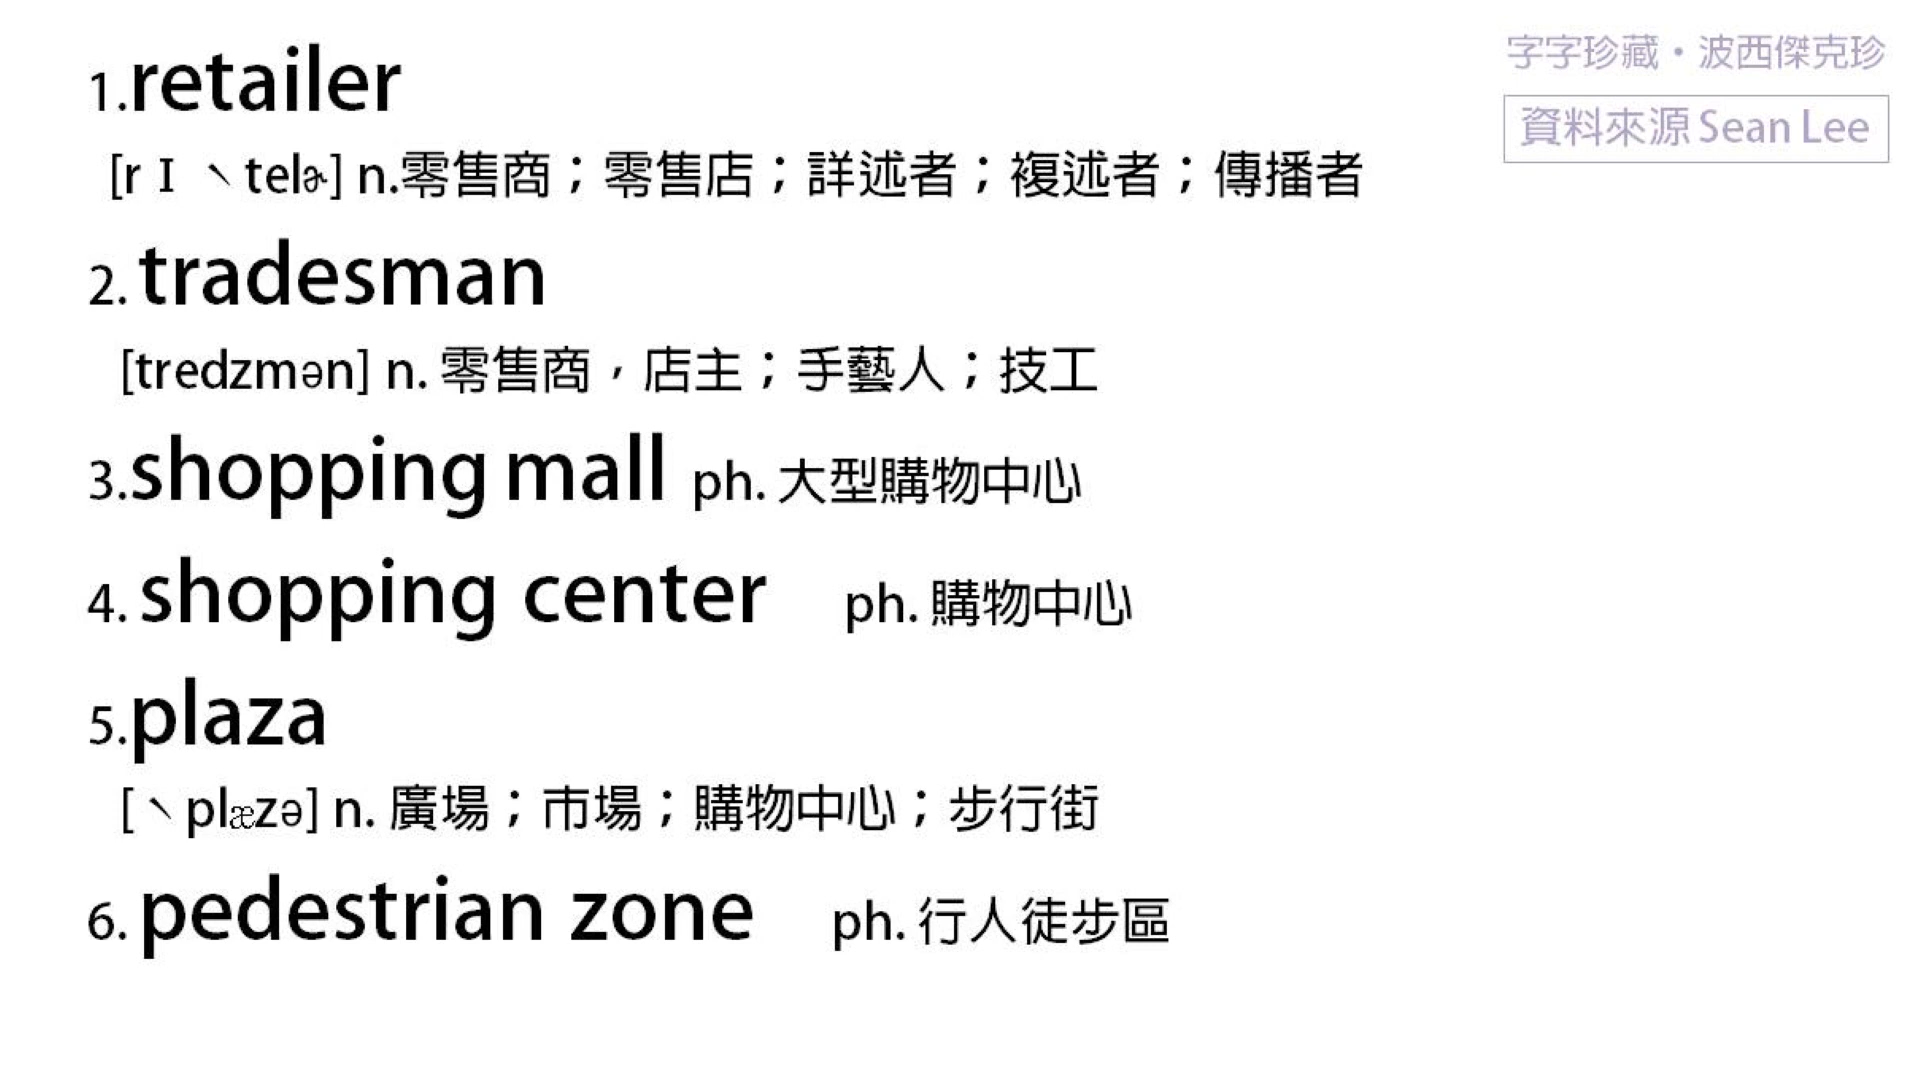 字字珍藏・波西傑克珍
資料來源 Sean Lee
1.retailer
[rㄧˋtelɚ] n.零售商；零售店；詳述者；複述者；傳播者
2. tradesman
[tredzmən] n. 零售商，店主；手藝人；技工
3.shopping mall ph. 大型購物中心
4. shopping center ph. 購物中心
5.plaza
[ˋplæzə] n. 廣場；市場；購物中心；步行街
6. pedestrian zone ph. 行人徒步區